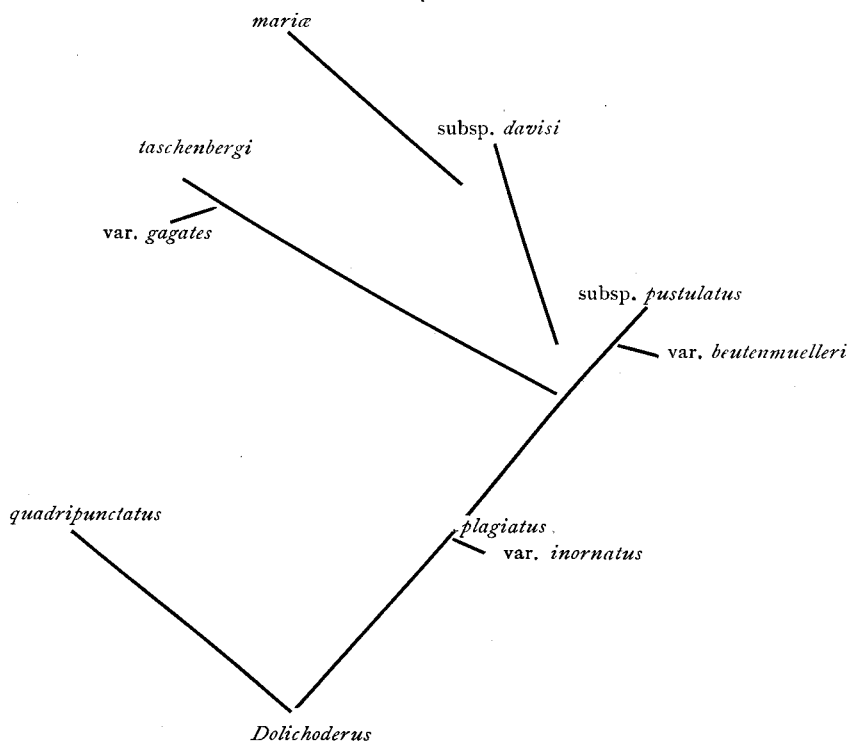 mariæ
subsp. davisi
taschenbergi
var. gagates
subsp. pustulatus
var. beutenmuelleri
quadripunctatus
plagiatus
var. inornatus
Dolichoderus